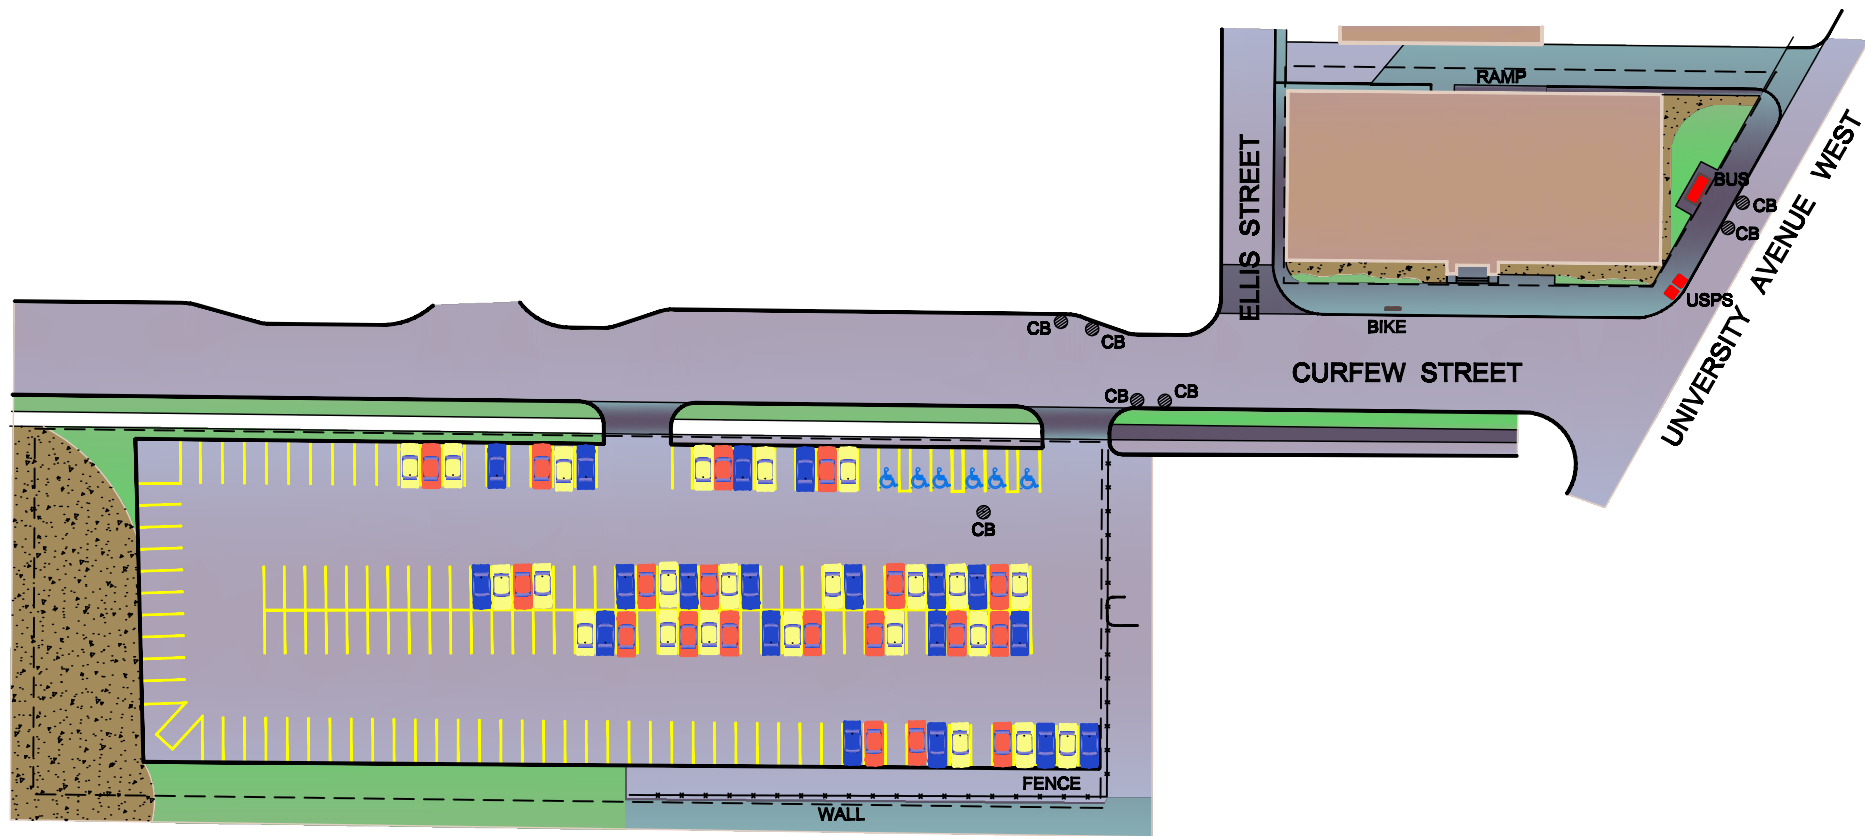 RAMP
ELLIS STREET
BUS
CB
CB
UNIVERSITY AVENUE WEST
USPS
BIKE
CB
CB
CURFEW STREET
CB
CB
CB
FENCE
WALL